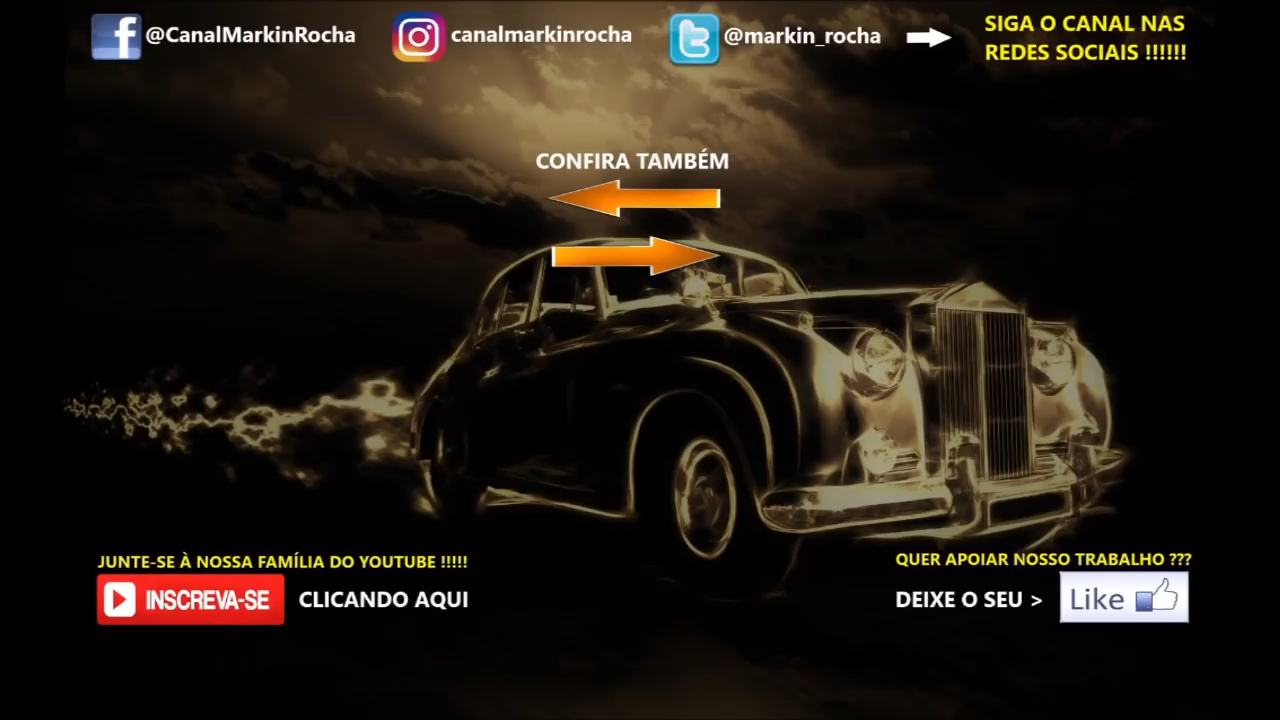 @CanalMarkinRocha
canalmarkinrocha
@markin_rocha
SIGA O CANAL NAS
REDES SOCIAIS !!!!!!
CONFIRA TAMBÉM
JUNTE-SE À NOSSA FAMÍLIA DO YOUTUBE !!!!!
INSCREVA-SE CLICANDO AQUI
QUER APOIAR NOSSO TRABALHO ???
DEIXE O SEU > Like